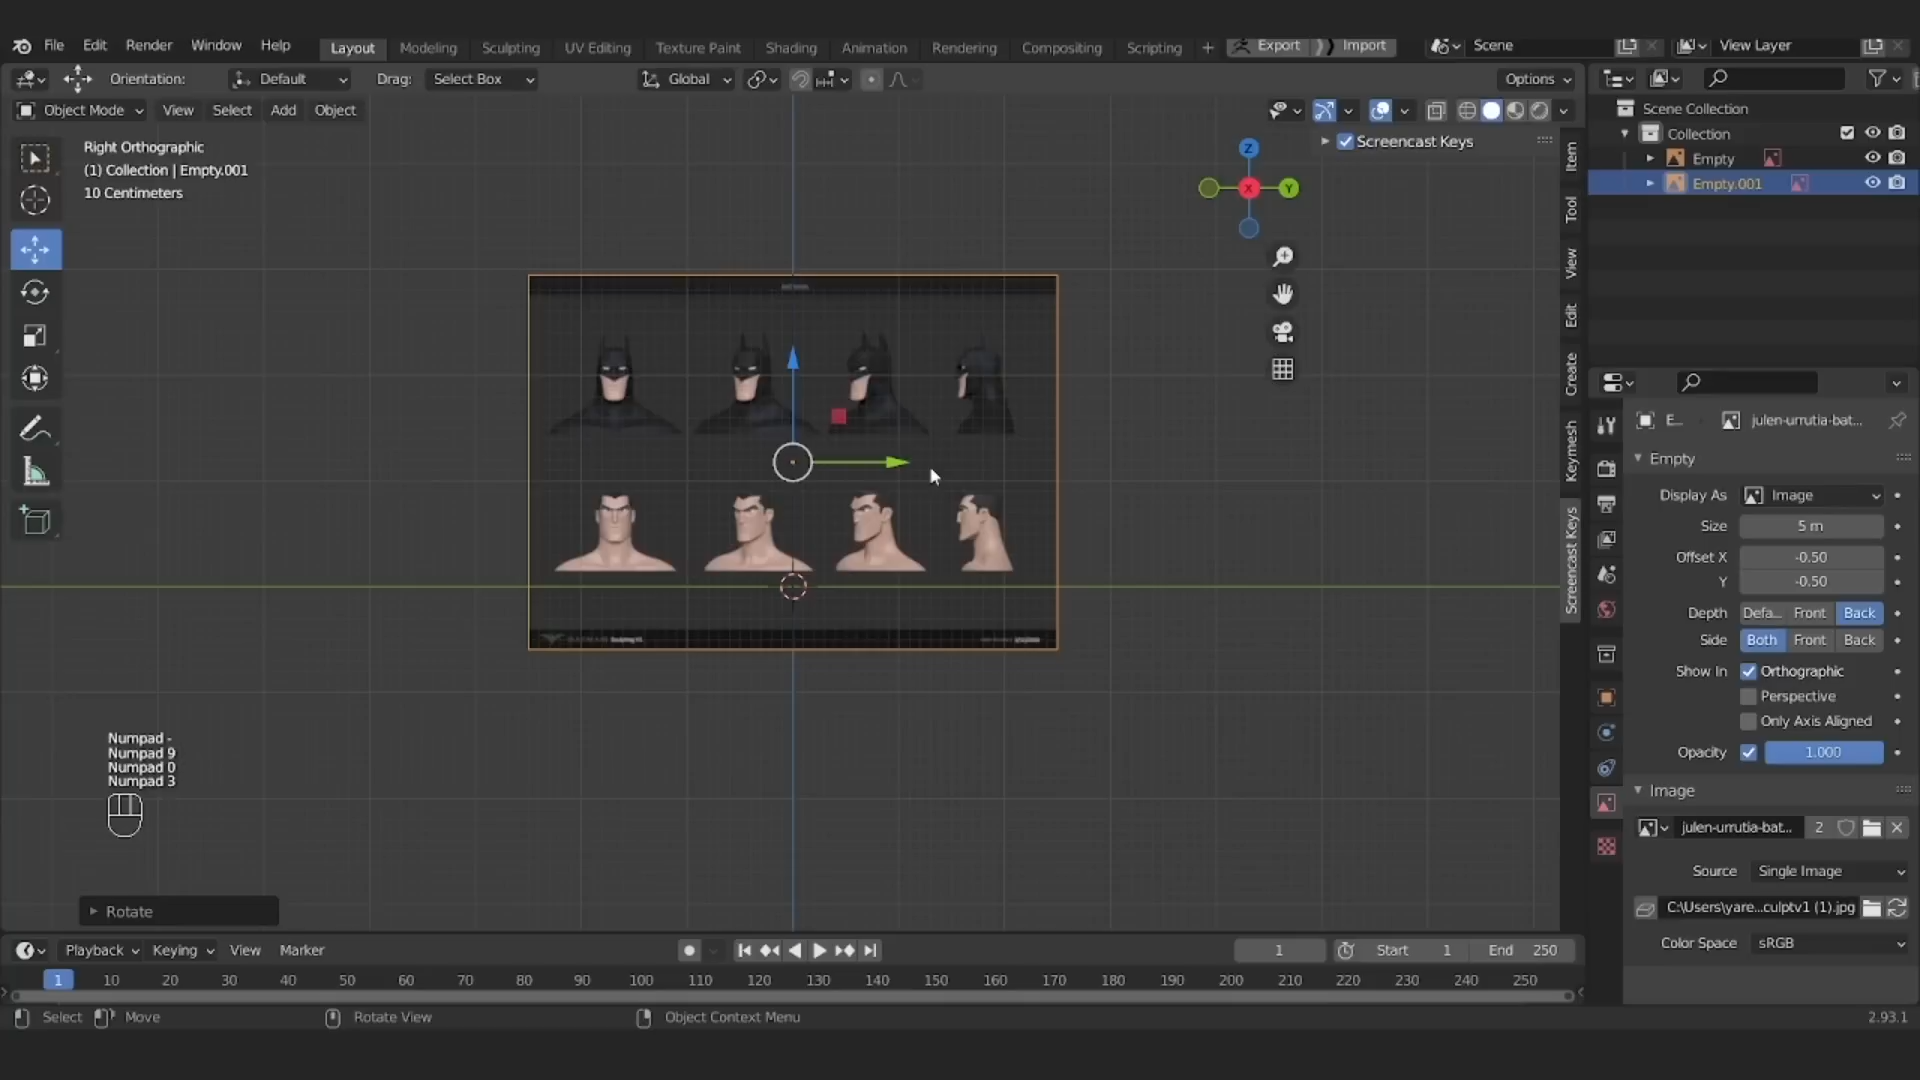 File Edit Render Window Help Layout Modeling Sculpting UV Editing Texture Paint Shading Animation Rendering Compositing Scripting + Export Import Scene View Layer
Orientation: Default Drag: Select Box Global Options
Object Mode View Select Add Object
Right Orthographic
(1) Collection | Empty.001
10 Centimeters
Screencast Keys
Z
X
Y
Item
Tool
View
Edit
Create
Keymesh
Screencast Keys
Scene Collection
Collection
Empty
Empty.001
E... julen-urrutia-bat...
Empty
Display As Image
Size 5 m
Offset X -0.50
Y -0.50
Depth Defa... Front Back
Side Both Front Back
Show In Orthographic
Perspective
Only Axis Aligned
Opacity 1.000
Image
julen-urrutia-bat... 2
Source Single Image
C:\Users\yare...culptv1 (1).jpg
Color Space sRGB
Numpad -
Numpad 9
Numpad 0
Numpad 3
Rotate
Playback Keying View Marker 1 Start 1 End 250
1 10 20 30 40 50 60 70 80 90 100 110 120 130 140 150 160 170 180 190 200 210 220 230 240 250
Select Move Rotate View Object Context Menu 2.93.1